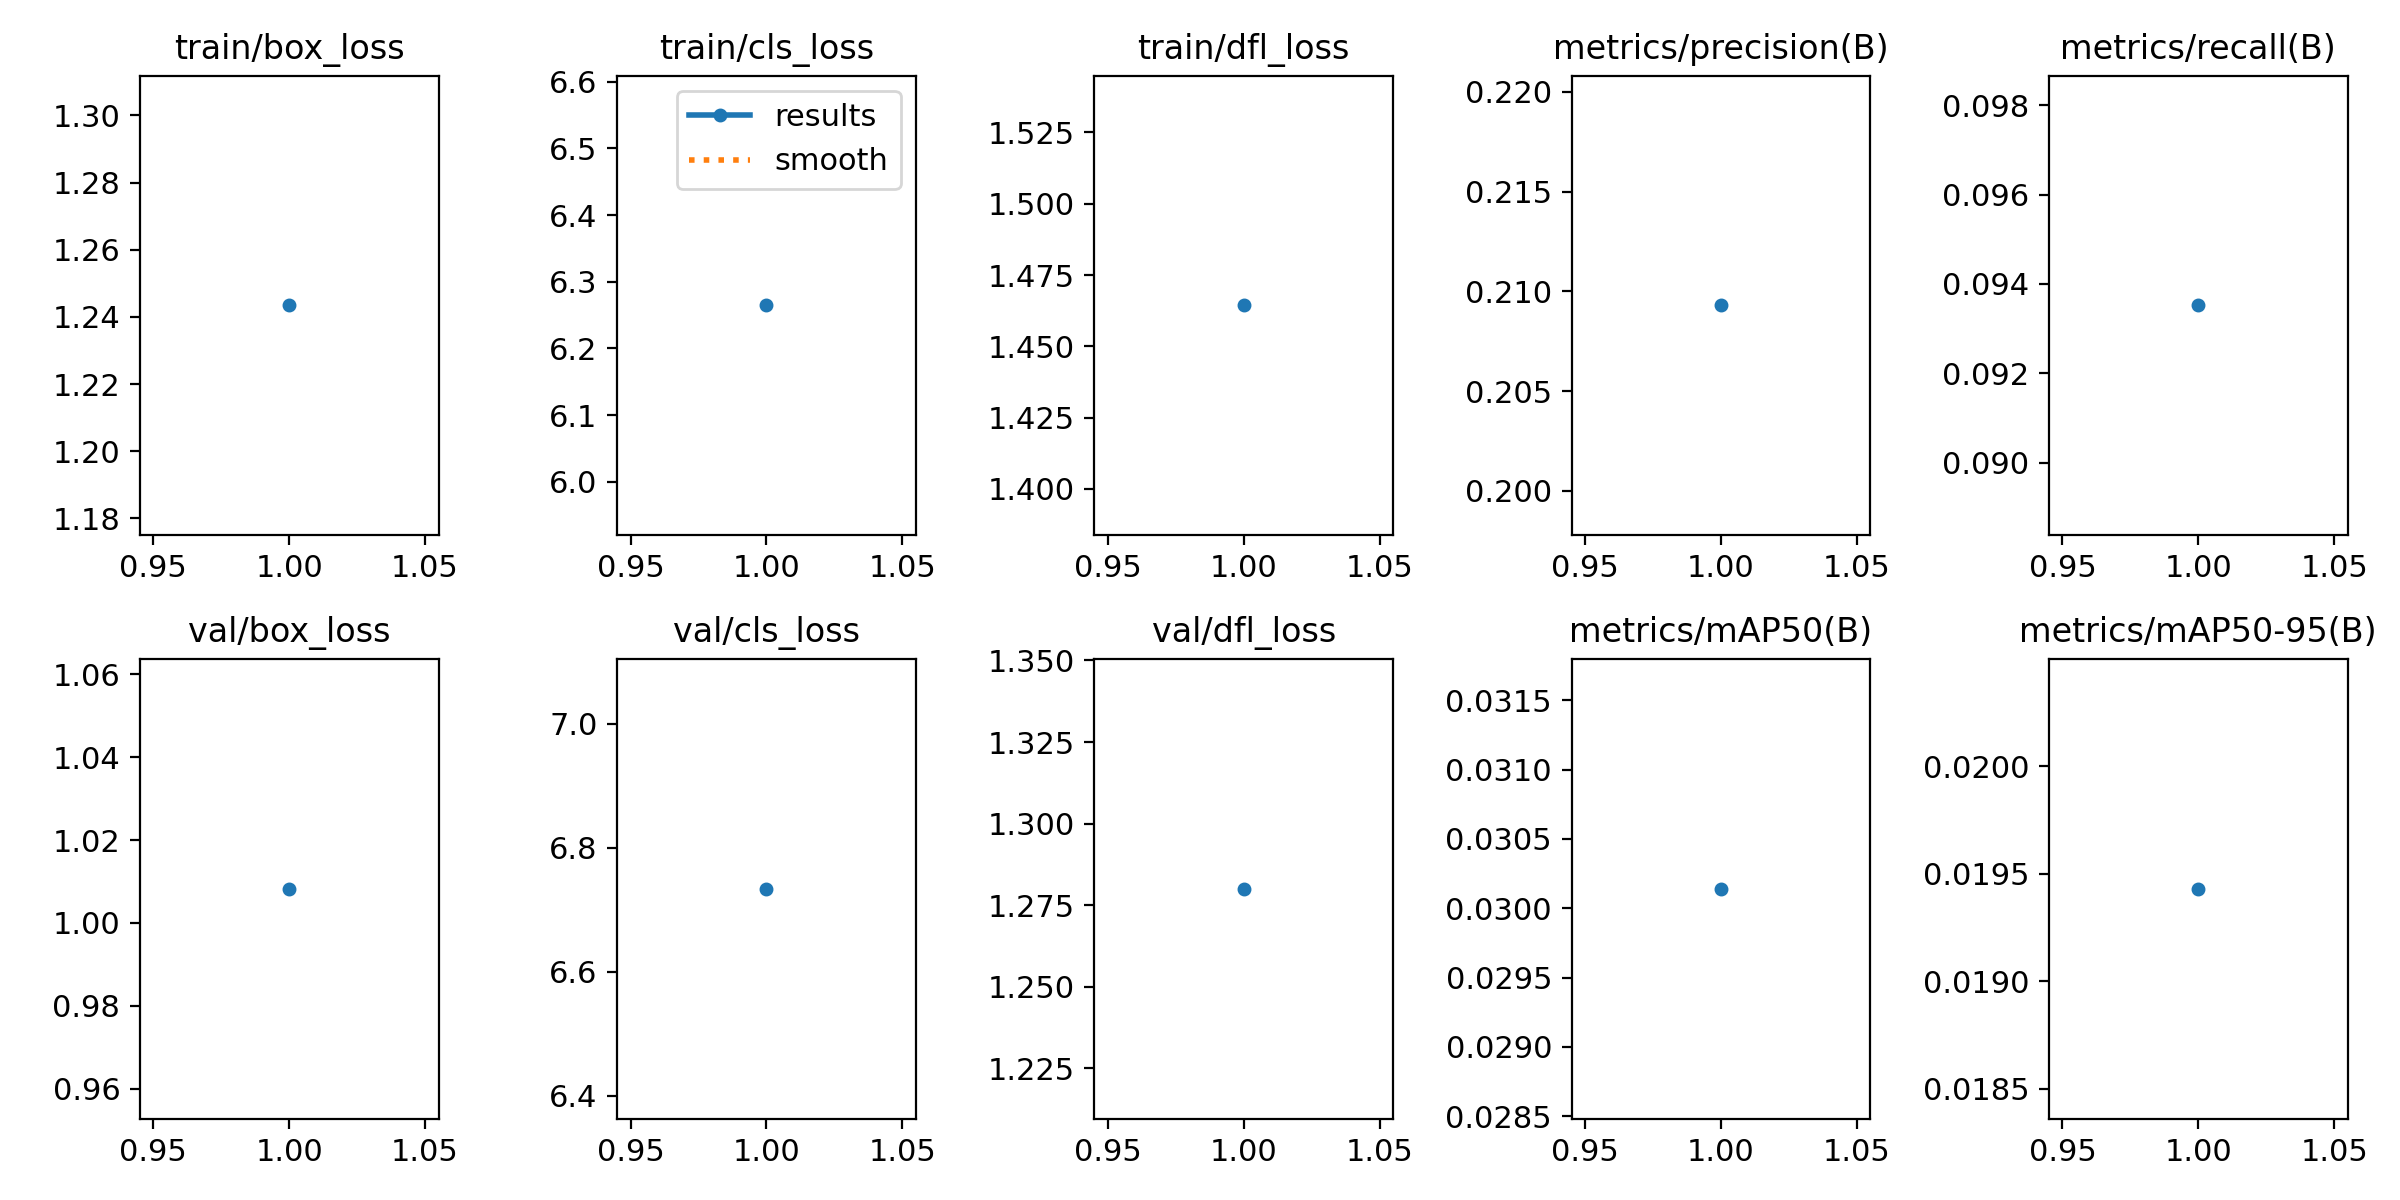 train/box_loss
1.30
1.28
1.26
1.24
1.22
1.20
1.18
0.95 1.00 1.05
train/cls_loss
6.6
6.5
6.4
6.3
6.2
6.1
6.0
results
smooth
0.95 1.00 1.05
train/dfl_loss
1.525
1.500
1.475
1.450
1.425
1.400
0.95 1.00 1.05
metrics/precision(B)
0.220
0.215
0.210
0.205
0.200
0.95 1.00 1.05
metrics/recall(B)
0.098
0.096
0.094
0.092
0.090
0.95 1.00 1.05
val/box_loss
1.06
1.04
1.02
1.00
0.98
0.96
0.95 1.00 1.05
val/cls_loss
7.0
6.8
6.6
6.4
0.95 1.00 1.05
val/dfl_loss
1.350
1.325
1.300
1.275
1.250
1.225
0.95 1.00 1.05
metrics/mAP50(B)
0.0315
0.0310
0.0305
0.0300
0.0295
0.0290
0.0285
0.95 1.00 1.05
metrics/mAP50-95(B)
0.0200
0.0195
0.0190
0.0185
0.95 1.00 1.05